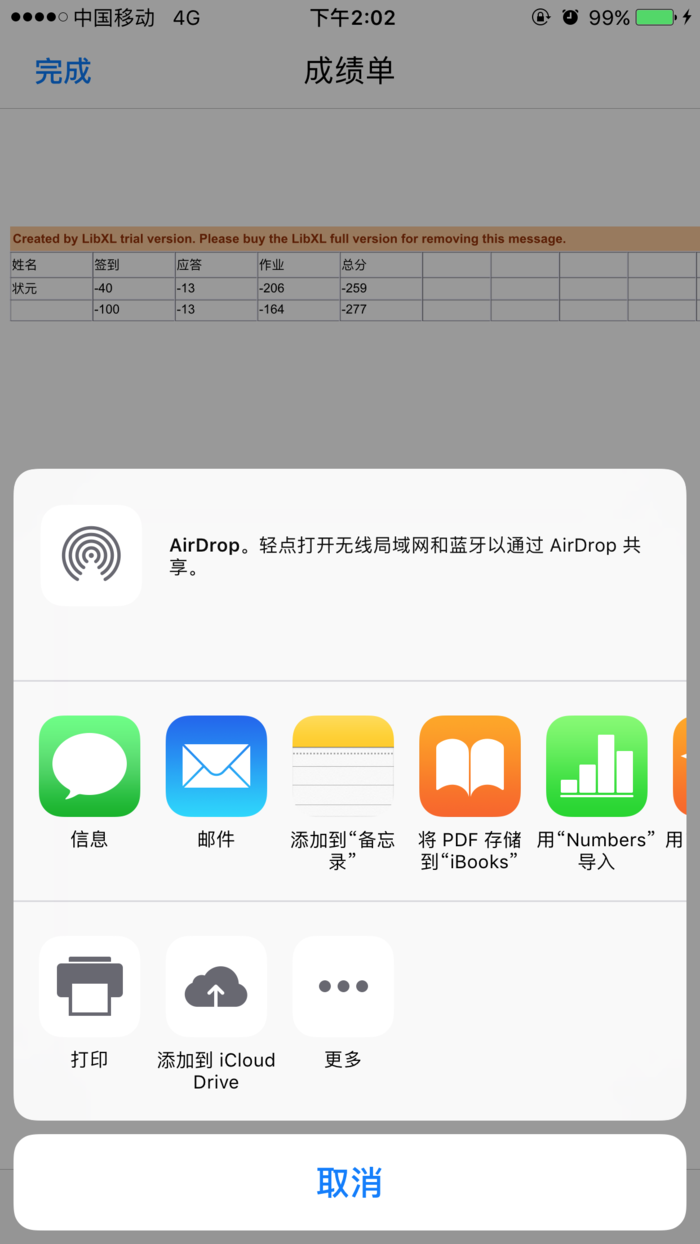 中国移动 4G 下午2:02 99%
完成 成绩单
Created by LibXL trial version. Please buy the LibXL full version for removing this message.
姓名 签到 应答 作业 总分
状元 -40 -13 -206 -259
-100 -13 -164 -277
AirDrop。轻点打开无线局域网和蓝牙以通过 AirDrop 共
享。
信息 邮件 添加到“备忘 将 PDF 存储 用“Numbers” 用
录” 到“iBooks” 导入
打印 添加到 iCloud 更多
Drive
取消